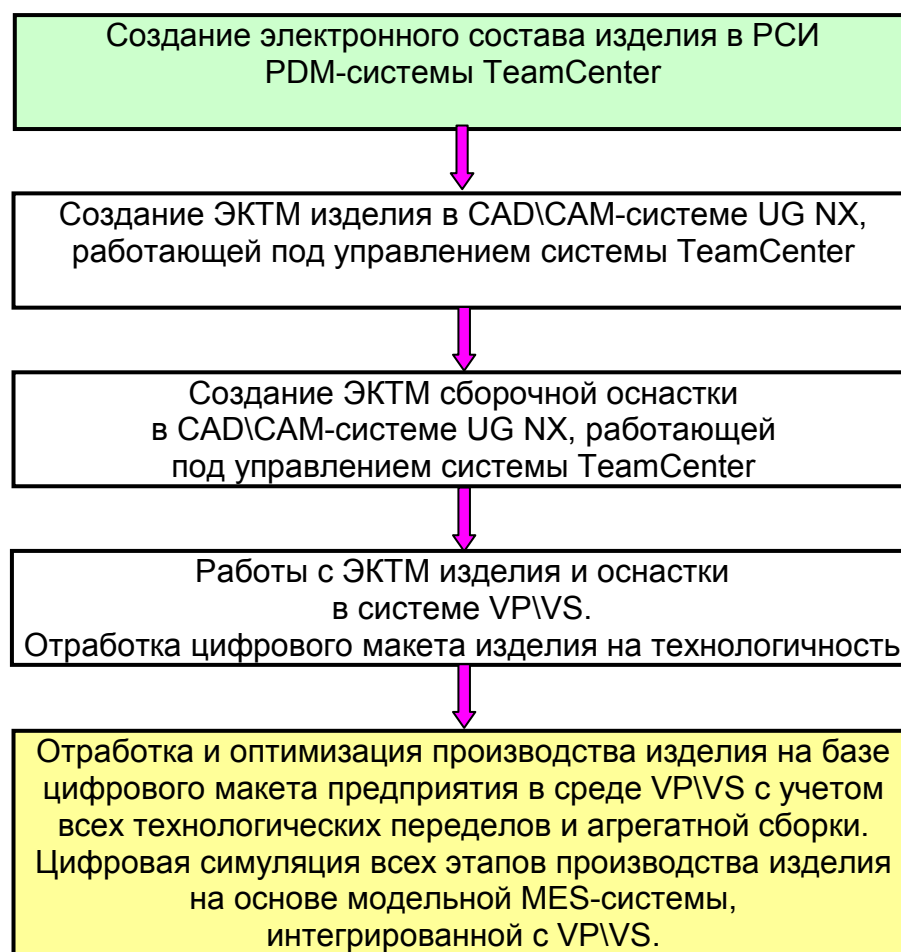 Создание электронного состава изделия в РСИ
PDM-системы TeamCenter
Создание ЭКТМ изделия в CAD\CAM-системе UG NX,
работающей под управлением системы TeamCenter
Создание ЭКТМ сборочной оснастки
в CAD\CAM-системе UG NX, работающей
под управлением системы TeamCenter
Работы с ЭКТМ изделия и оснастки
в системе VP\VS.
Отработка цифрового макета изделия на технологичность
Отработка и оптимизация производства изделия на базе
цифрового макета предприятия в среде VP\VS с учетом
всех технологических переделов и агрегатной сборки.
Цифровая симуляция всех этапов производства изделия
на основе модельной MES-системы,
интегрированной с VP\VS.